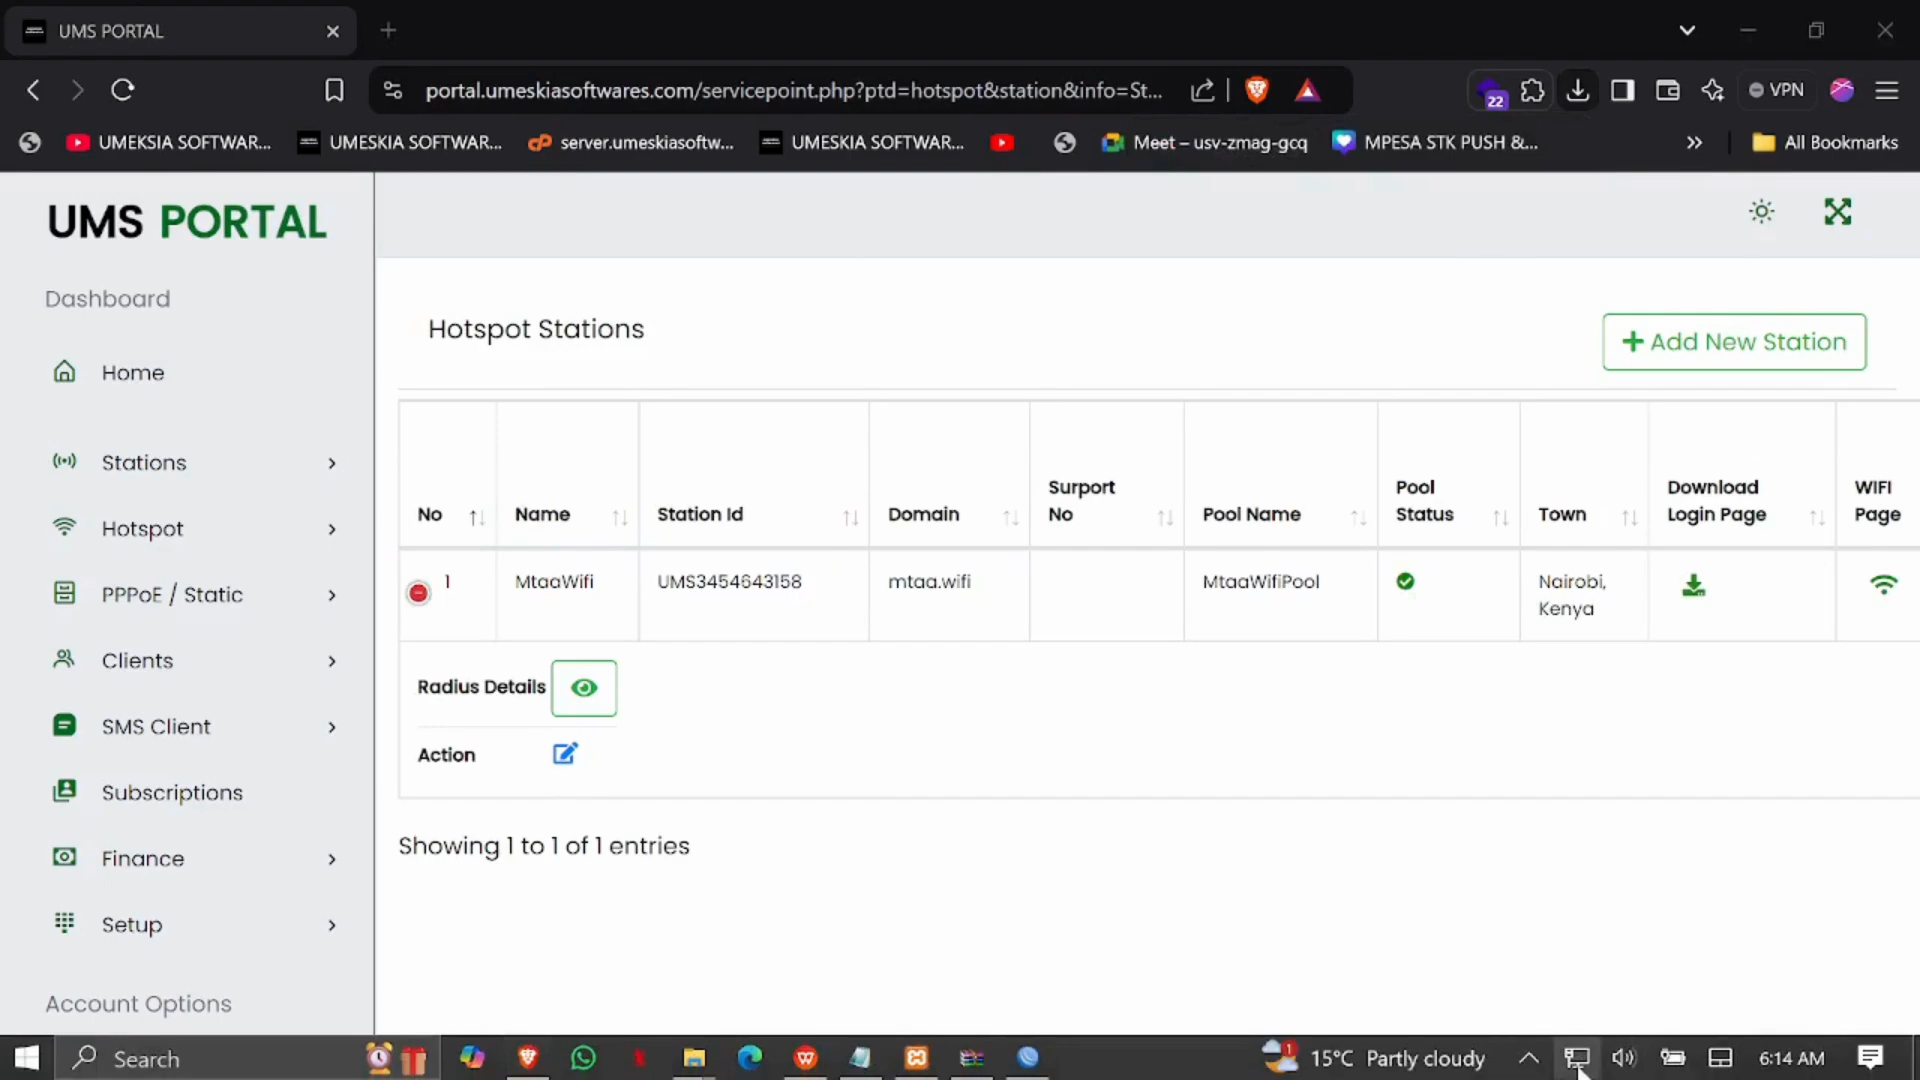 UMS PORTAL
portal.umeskiasoftwares.com/servicepoint.php?ptd=hotspot&station&info=St...
22
VPN
UMEKSIA SOFTWAR...
UMESKIA SOFTWAR...
server.umeskiasoftw...
UMESKIA SOFTWAR...
Meet – usv-zmag-gcq
MPESA STK PUSH &...
All Bookmarks
UMS PORTAL
Dashboard
Home
Stations
Hotspot
PPPoE / Static
Clients
SMS Client
Subscriptions
Finance
Setup
Account Options
Hotspot Stations
Add New Station
No
Name
Station Id
Domain
Surport
No
Pool Name
Pool
Status
Town
Download
Login Page
WIFI
Page
1
MtaaWifi
UMS3454643158
mtaa.wifi
MtaaWifiPool
Nairobi,
Kenya
Radius Details
Action
Showing 1 to 1 of 1 entries
Search
1
15°C Partly cloudy
6:14 AM